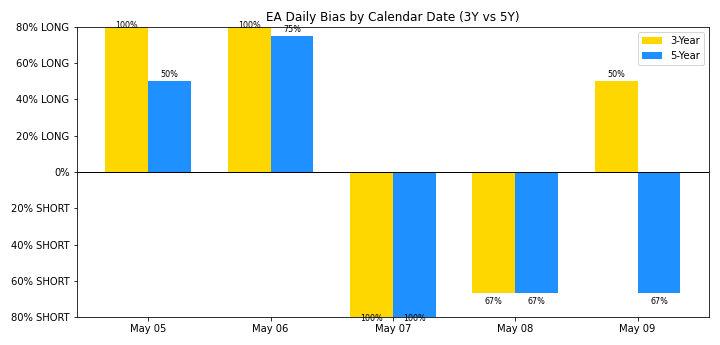 EA Daily Bias by Calendar Date (3Y vs 5Y)
80% LONG
60% LONG
40% LONG
20% LONG
0%
20% SHORT
40% SHORT
60% SHORT
80% SHORT
100%
50%
100%
75%
100%
100%
67%
67%
50%
67%
3-Year
5-Year
May 05
May 06
May 07
May 08
May 09